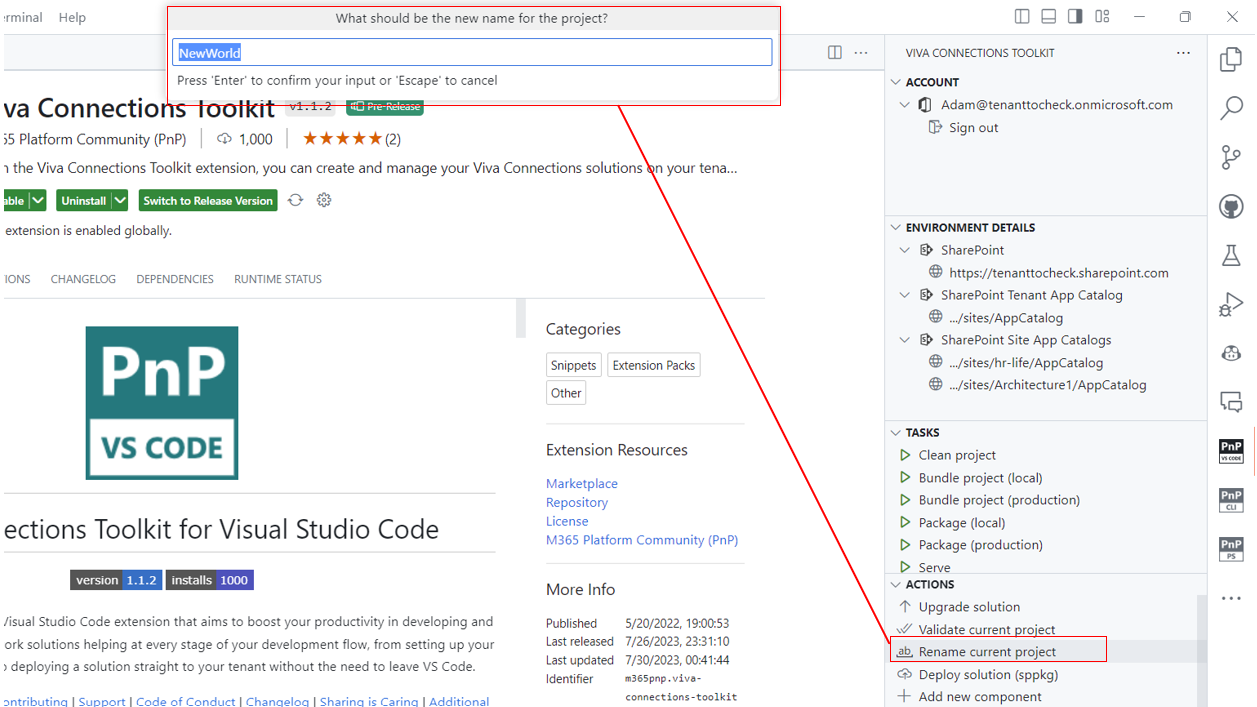 erminal Help
What should be the new name for the project?
NewWorld
Press 'Enter' to confirm your input or 'Escape' to cancel
va Connections Toolkit v1.1.2 Pre-Release
65 Platform Community (PnP) 1,000 (2)
n the Viva Connections Toolkit extension, you can create and manage your Viva Connections solutions on your tena...
able Uninstall Switch to Release Version
extension is enabled globally.
IONS CHANGELOG DEPENDENCIES RUNTIME STATUS
PnP
VS CODE
ections Toolkit for Visual Studio Code
version 1.1.2 installs 1000
Visual Studio Code extension that aims to boost your productivity in developing and
ork solutions helping at every stage of your development flow, from setting up your
o deploying a solution straight to your tenant without the need to leave VS Code.
ontributing | Support | Code of Conduct | Changelog | Sharing is Caring | Additional
Categories
Snippets Extension Packs
Other
Extension Resources
Marketplace
Repository
License
M365 Platform Community (PnP)
More Info
Published 5/20/2022, 19:00:53
Last released 7/26/2023, 23:31:10
Last updated 7/30/2023, 00:41:44
Identifier m365pnp.viva-
connections-toolkit
VIVA CONNECTIONS TOOLKIT
ACCOUNT
Adam@tenanttocheck.onmicrosoft.com
Sign out
ENVIRONMENT DETAILS
SharePoint
https://tenanttocheck.sharepoint.com
SharePoint Tenant App Catalog
.../sites/AppCatalog
SharePoint Site App Catalogs
.../sites/hr-life/AppCatalog
.../sites/Architecture1/AppCatalog
TASKS
Clean project
Bundle project (local)
Bundle project (production)
Package (local)
Package (production)
Serve
ACTIONS
Upgrade solution
Validate current project
ab Rename current project
Deploy solution (sppkg)
Add new component
PnP
VS CODE
PnP
CLI
PnP
PS